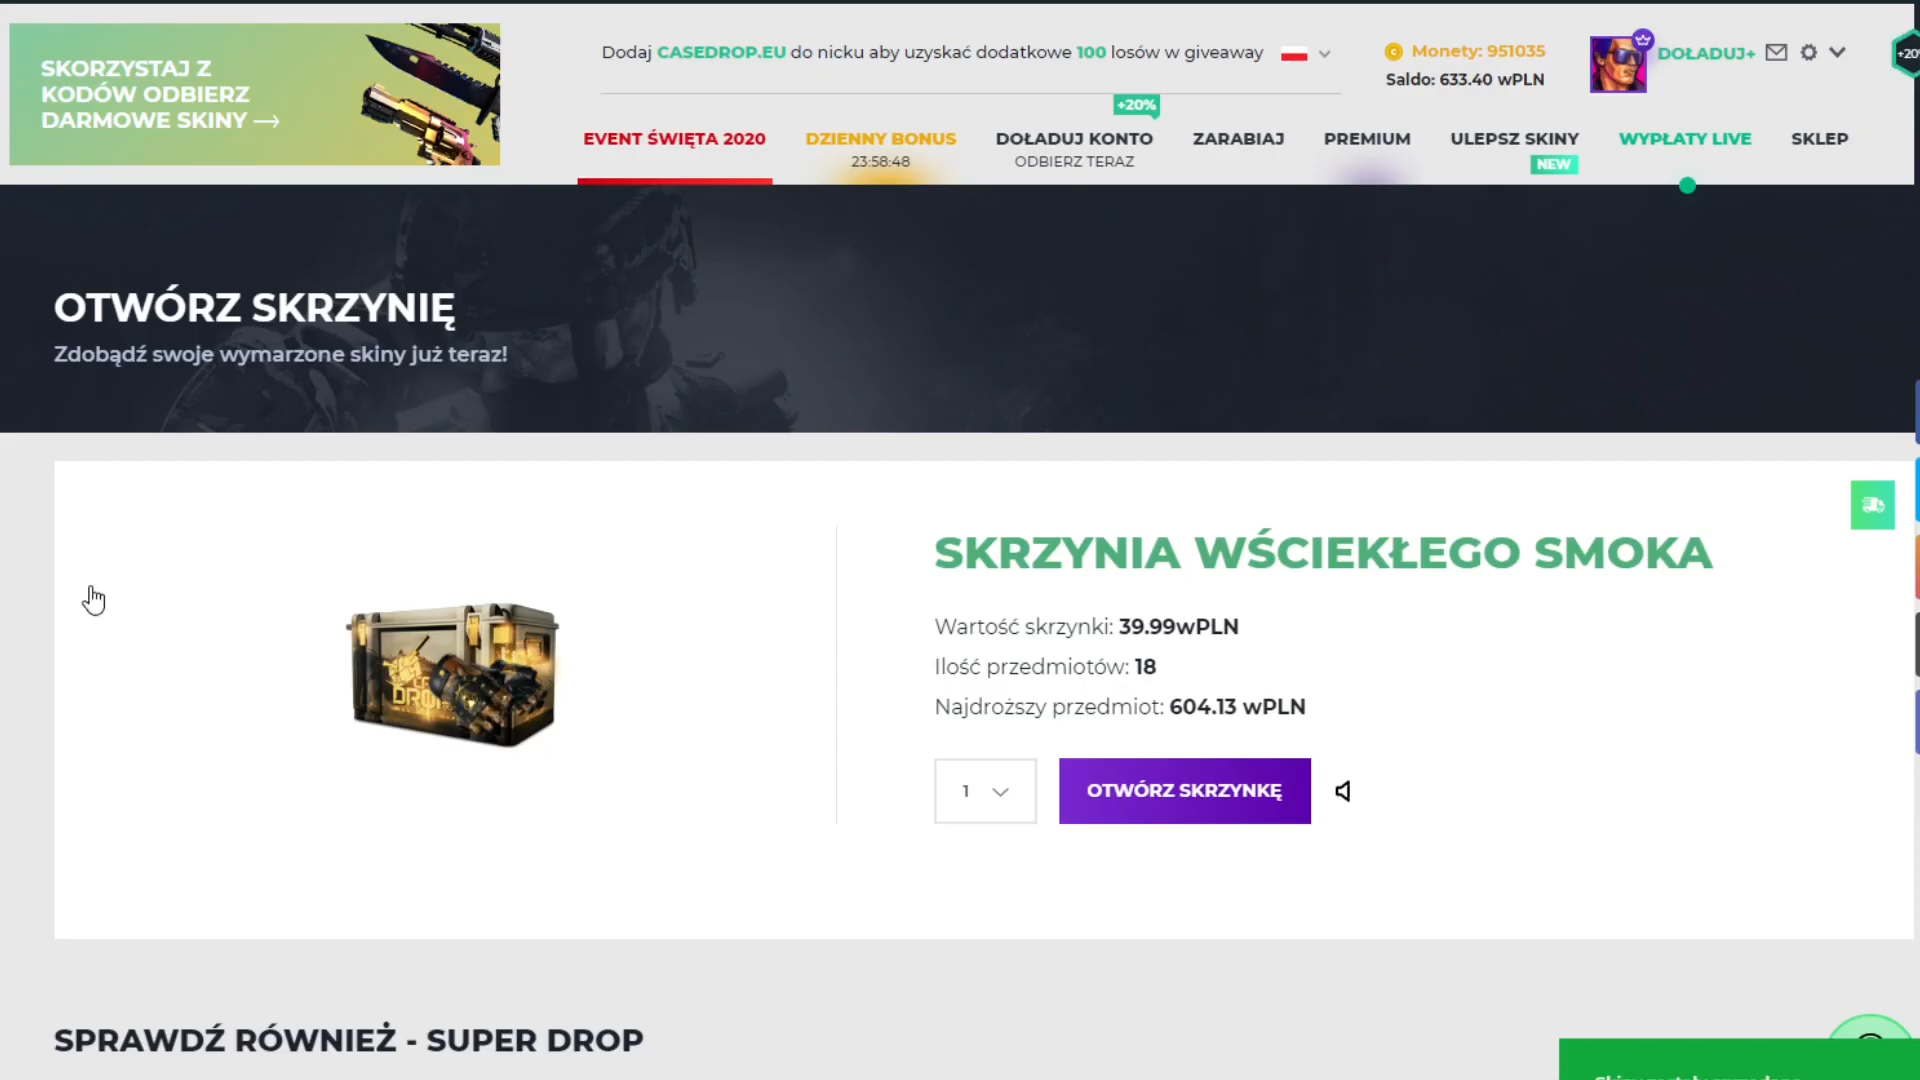 SKORZYSTAJ Z
KODÓW ODBIERZ
DARMOWE SKINY
Dodaj CASEDROP.EU do nicku aby uzyskać dodatkowe 100 losów w giveaway
Monety: 951035
Saldo: 633.40 wPLN
DOŁADUJ+
+20%
EVENT ŚWIĘTA 2020
DZIENNY BONUS
23:58:48
DOŁADUJ KONTO
ODBIERZ TERAZ
ZARABIAJ
PREMIUM
ULEPSZ SKINY
NEW
WYPŁATY LIVE
SKLEP
OTWÓRZ SKRZYNIĘ
Zdobądź swoje wymarzone skiny już teraz!
SKRZYNIA WŚCIEKŁEGO SMOKA
Wartość skrzynki: 39.99wPLN
Ilość przedmiotów: 18
Najdroższy przedmiot: 604.13 wPLN
1
OTWÓRZ SKRZYNKĘ
SPRAWDŹ RÓWNIEŻ - SUPER DROP